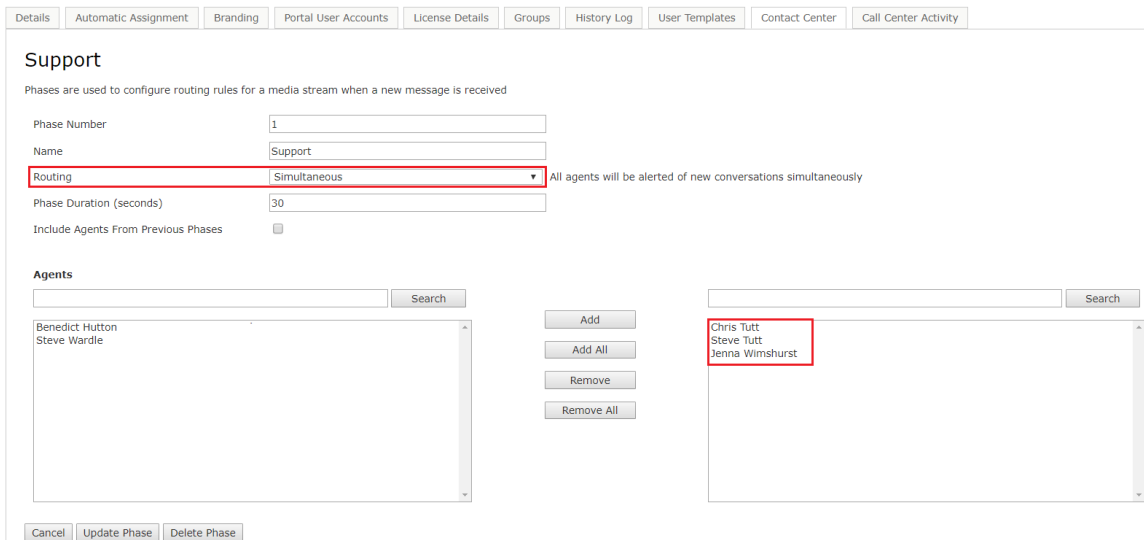 Details Automatic Assignment Branding Portal User Accounts License Details Groups History Log User Templates Contact Center Call Center Activity
Support
Phases are used to configure routing rules for a media stream when a new message is received
Phase Number 1
Name Support
Routing Simultaneous All agents will be alerted of new conversations simultaneously
Phase Duration (seconds) 30
Include Agents From Previous Phases
Agents
Search Search
Benedict Hutton
Steve Wardle
Add
Add All
Remove
Remove All
Chris Tutt
Steve Tutt
Jenna Wimshurst
Cancel Update Phase Delete Phase